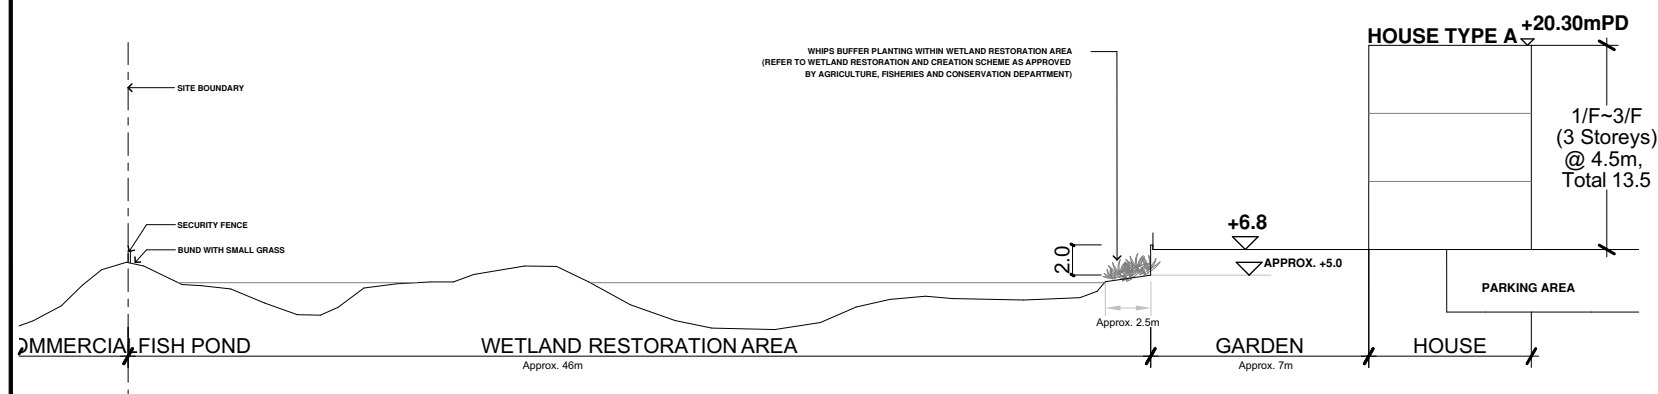 +20.30mPD
HOUSE TYPE A
WHIPS BUFFER PLANTING WITHIN WETLAND RESTORATION AREA
(REFER TO WETLAND RESTORATION AND CREATION SCHEME AS APPROVED
BY AGRICULTURE, FISHERIES AND CONSERVATION DEPARTMENT)
SITE BOUNDARY
1/F~3/F
(3 Storeys)
@ 4.5m,
Total 13.5
SECURITY FENCE
BUND WITH SMALL GRASS
+6.8
2.0
APPROX. +5.0
PARKING AREA
Approx. 2.5m
OMMERCIAL FISH POND
WETLAND RESTORATION AREA
GARDEN
HOUSE
Approx. 46m
Approx. 7m